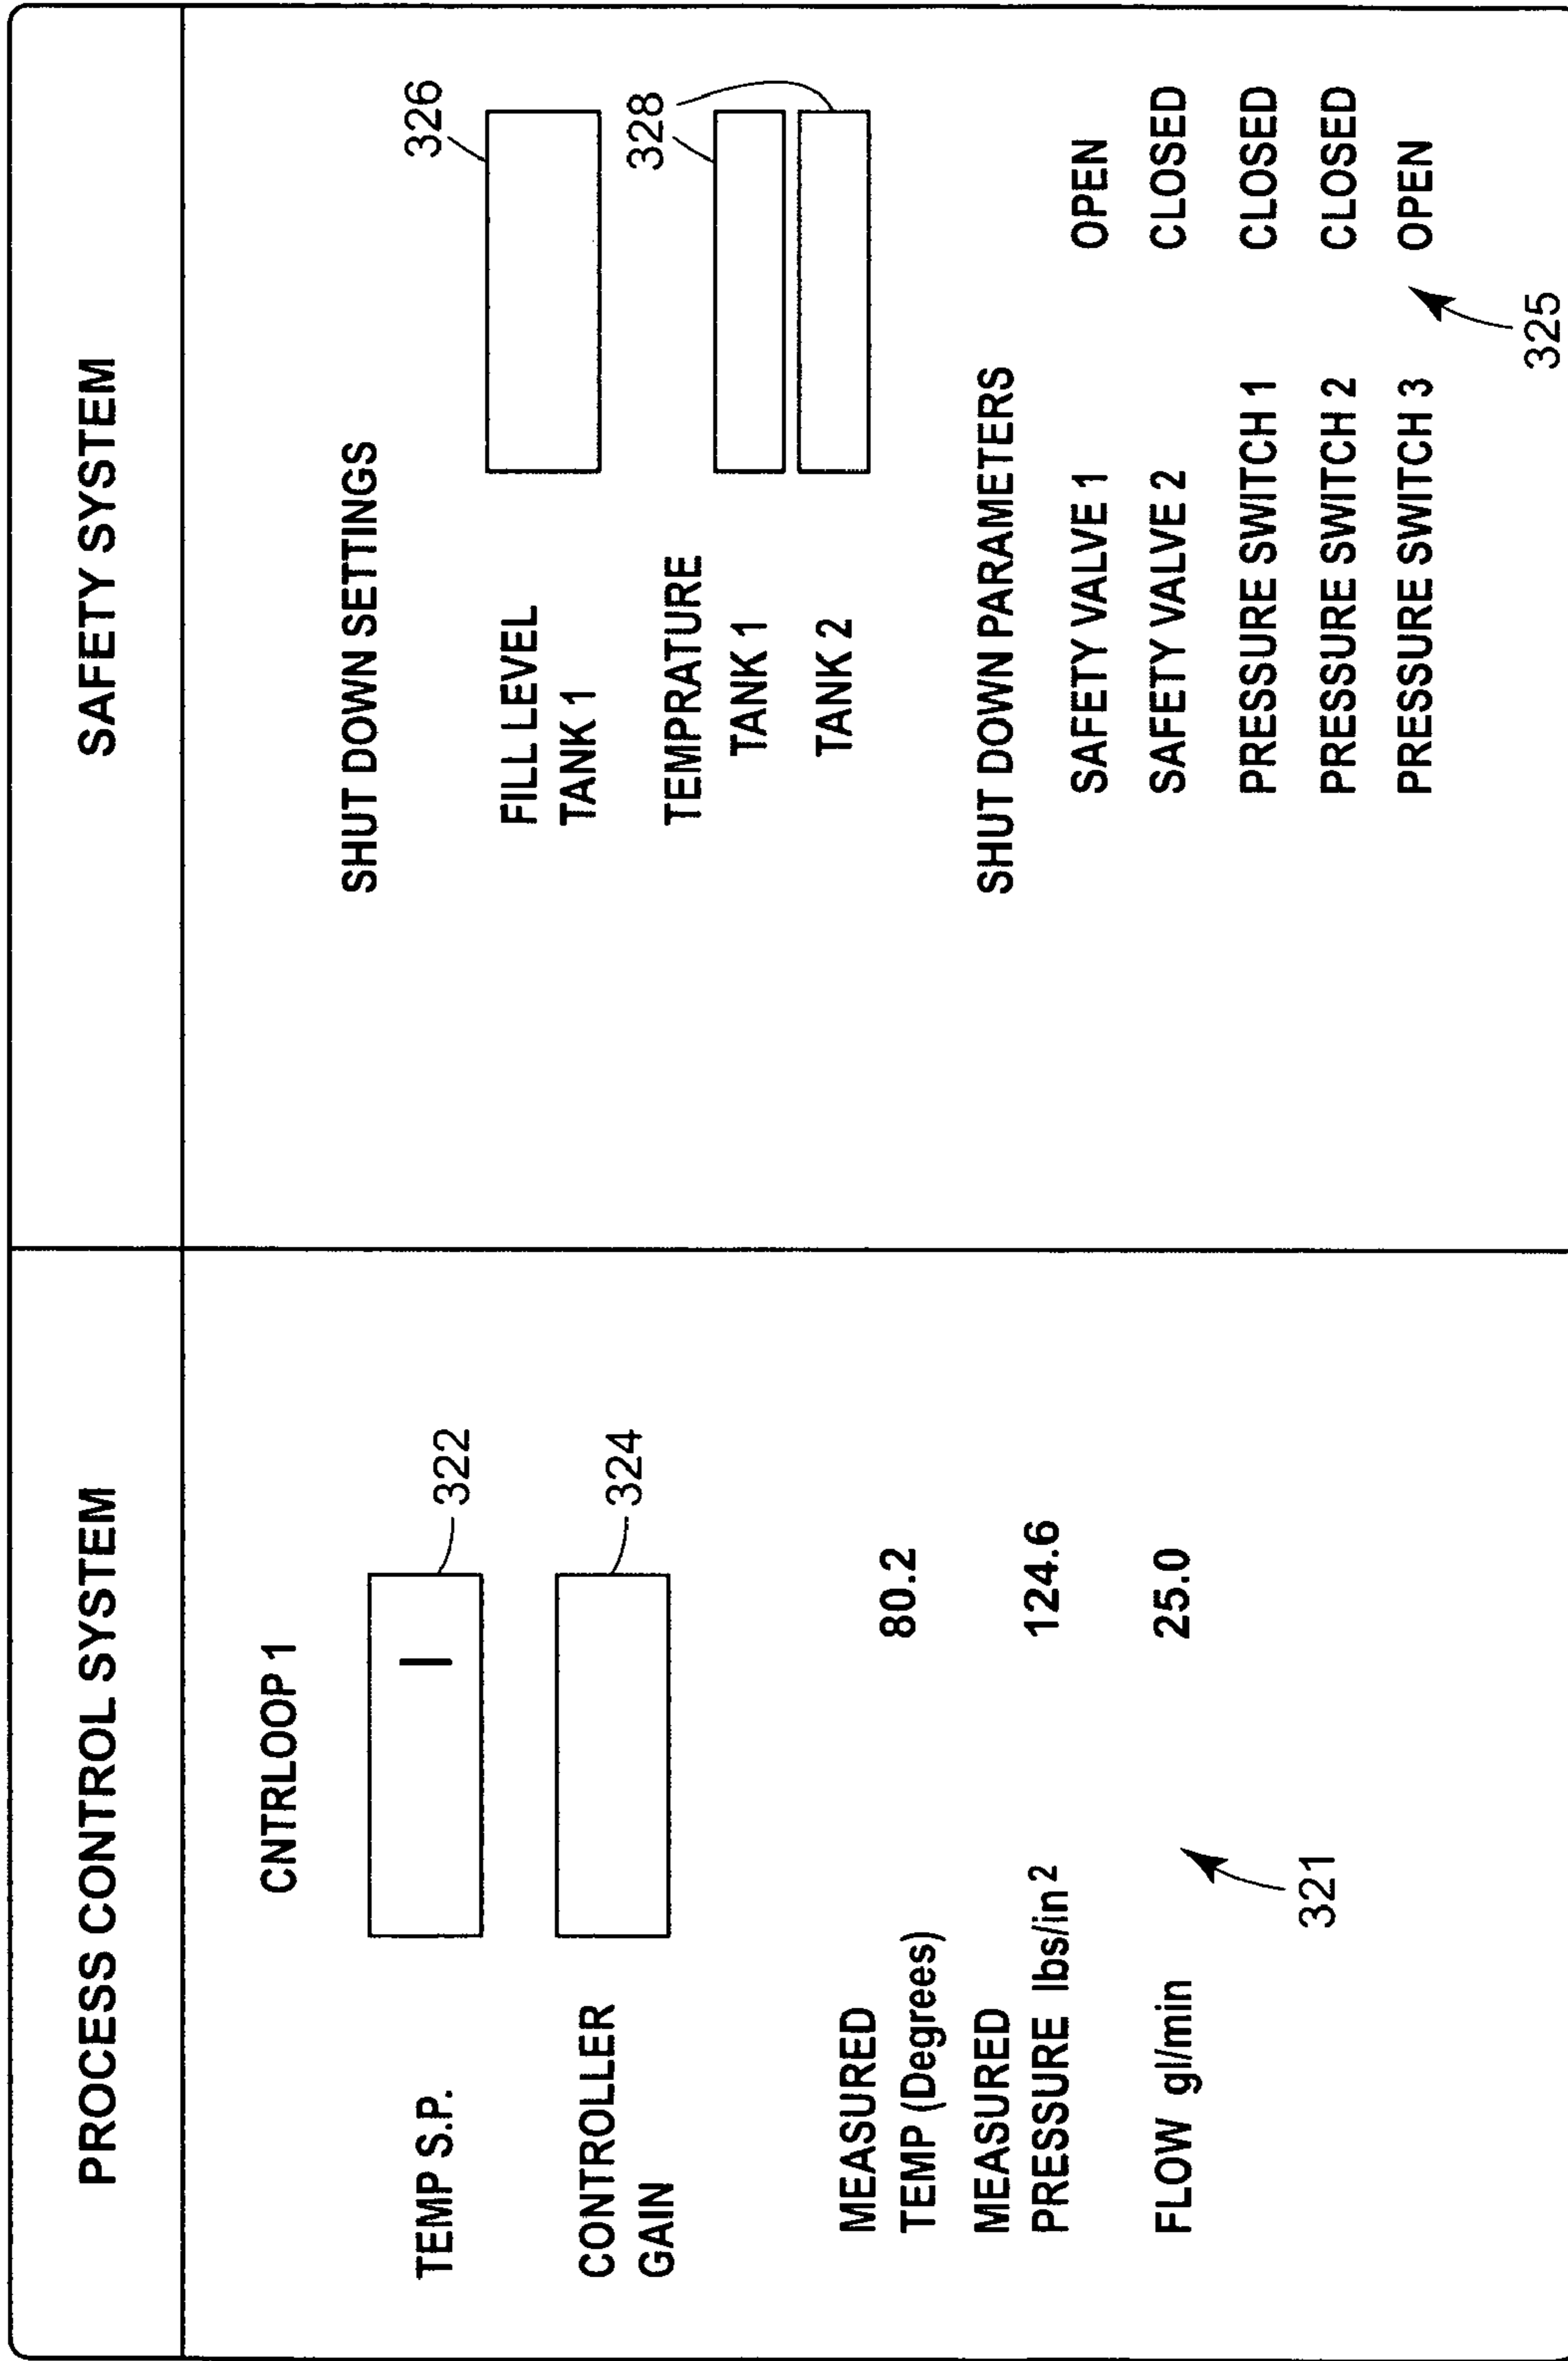 PROCESS CONTROL SYSTEM
CNTRLOOP 1
TEMP S.P.
322
CONTROLLER
GAIN
324
MEASURED
TEMP (Degrees) 80.2
MEASURED
PRESSURE lbs/in2 124.6
FLOW gl/min 25.0
321
SAFETY SYSTEM
SHUT DOWN SETTINGS
326
FILL LEVEL
TANK 1
328
TEMPRATURE
TANK 1
TANK 2
SHUT DOWN PARAMETERS
SAFETY VALVE 1 OPEN
SAFETY VALVE 2 CLOSED
PRESSURE SWITCH 1 CLOSED
PRESSURE SWITCH 2 CLOSED
PRESSURE SWITCH 3 OPEN
325